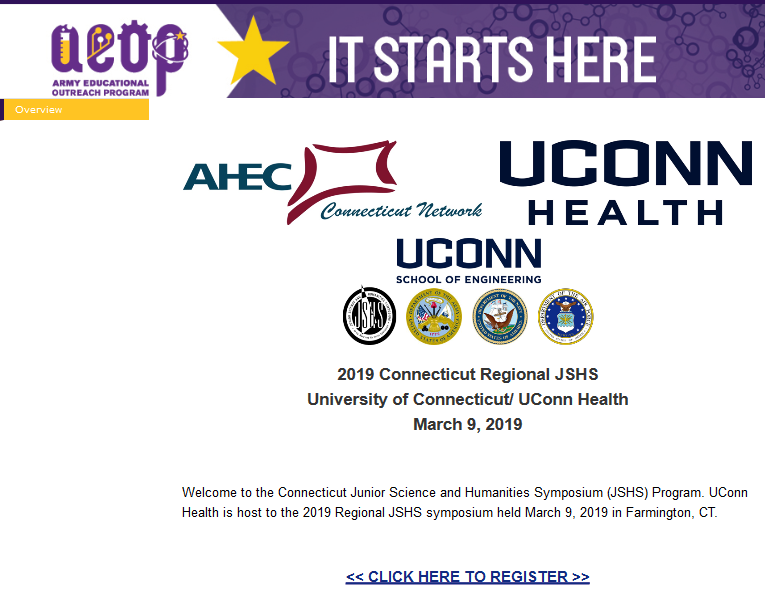 aeop
ARMY EDUCATIONAL
OUTREACH PROGRAM
IT STARTS HERE
Overview
AHEC
Connecticut Network
UCONN
HEALTH
UCONN
SCHOOL OF ENGINEERING
JSHS
2019 Connecticut Regional JSHS
University of Connecticut/ UConn Health
March 9, 2019
Welcome to the Connecticut Junior Science and Humanities Symposium (JSHS) Program. UConn
Health is host to the 2019 Regional JSHS symposium held March 9, 2019 in Farmington, CT.
<< CLICK HERE TO REGISTER >>